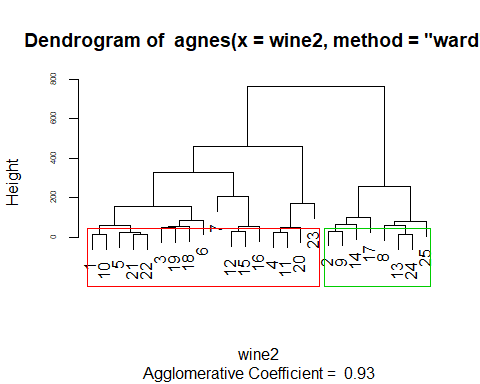 Dendrogram of agnes(x = wine2, method = "ward
Height
800
600
400
200
0
1 10 5 21 22 3 19 18 6 7 12 15 16 4 11 20 23 2 9 14 17 8 13 24 25
wine2
Agglomerative Coefficient = 0.93